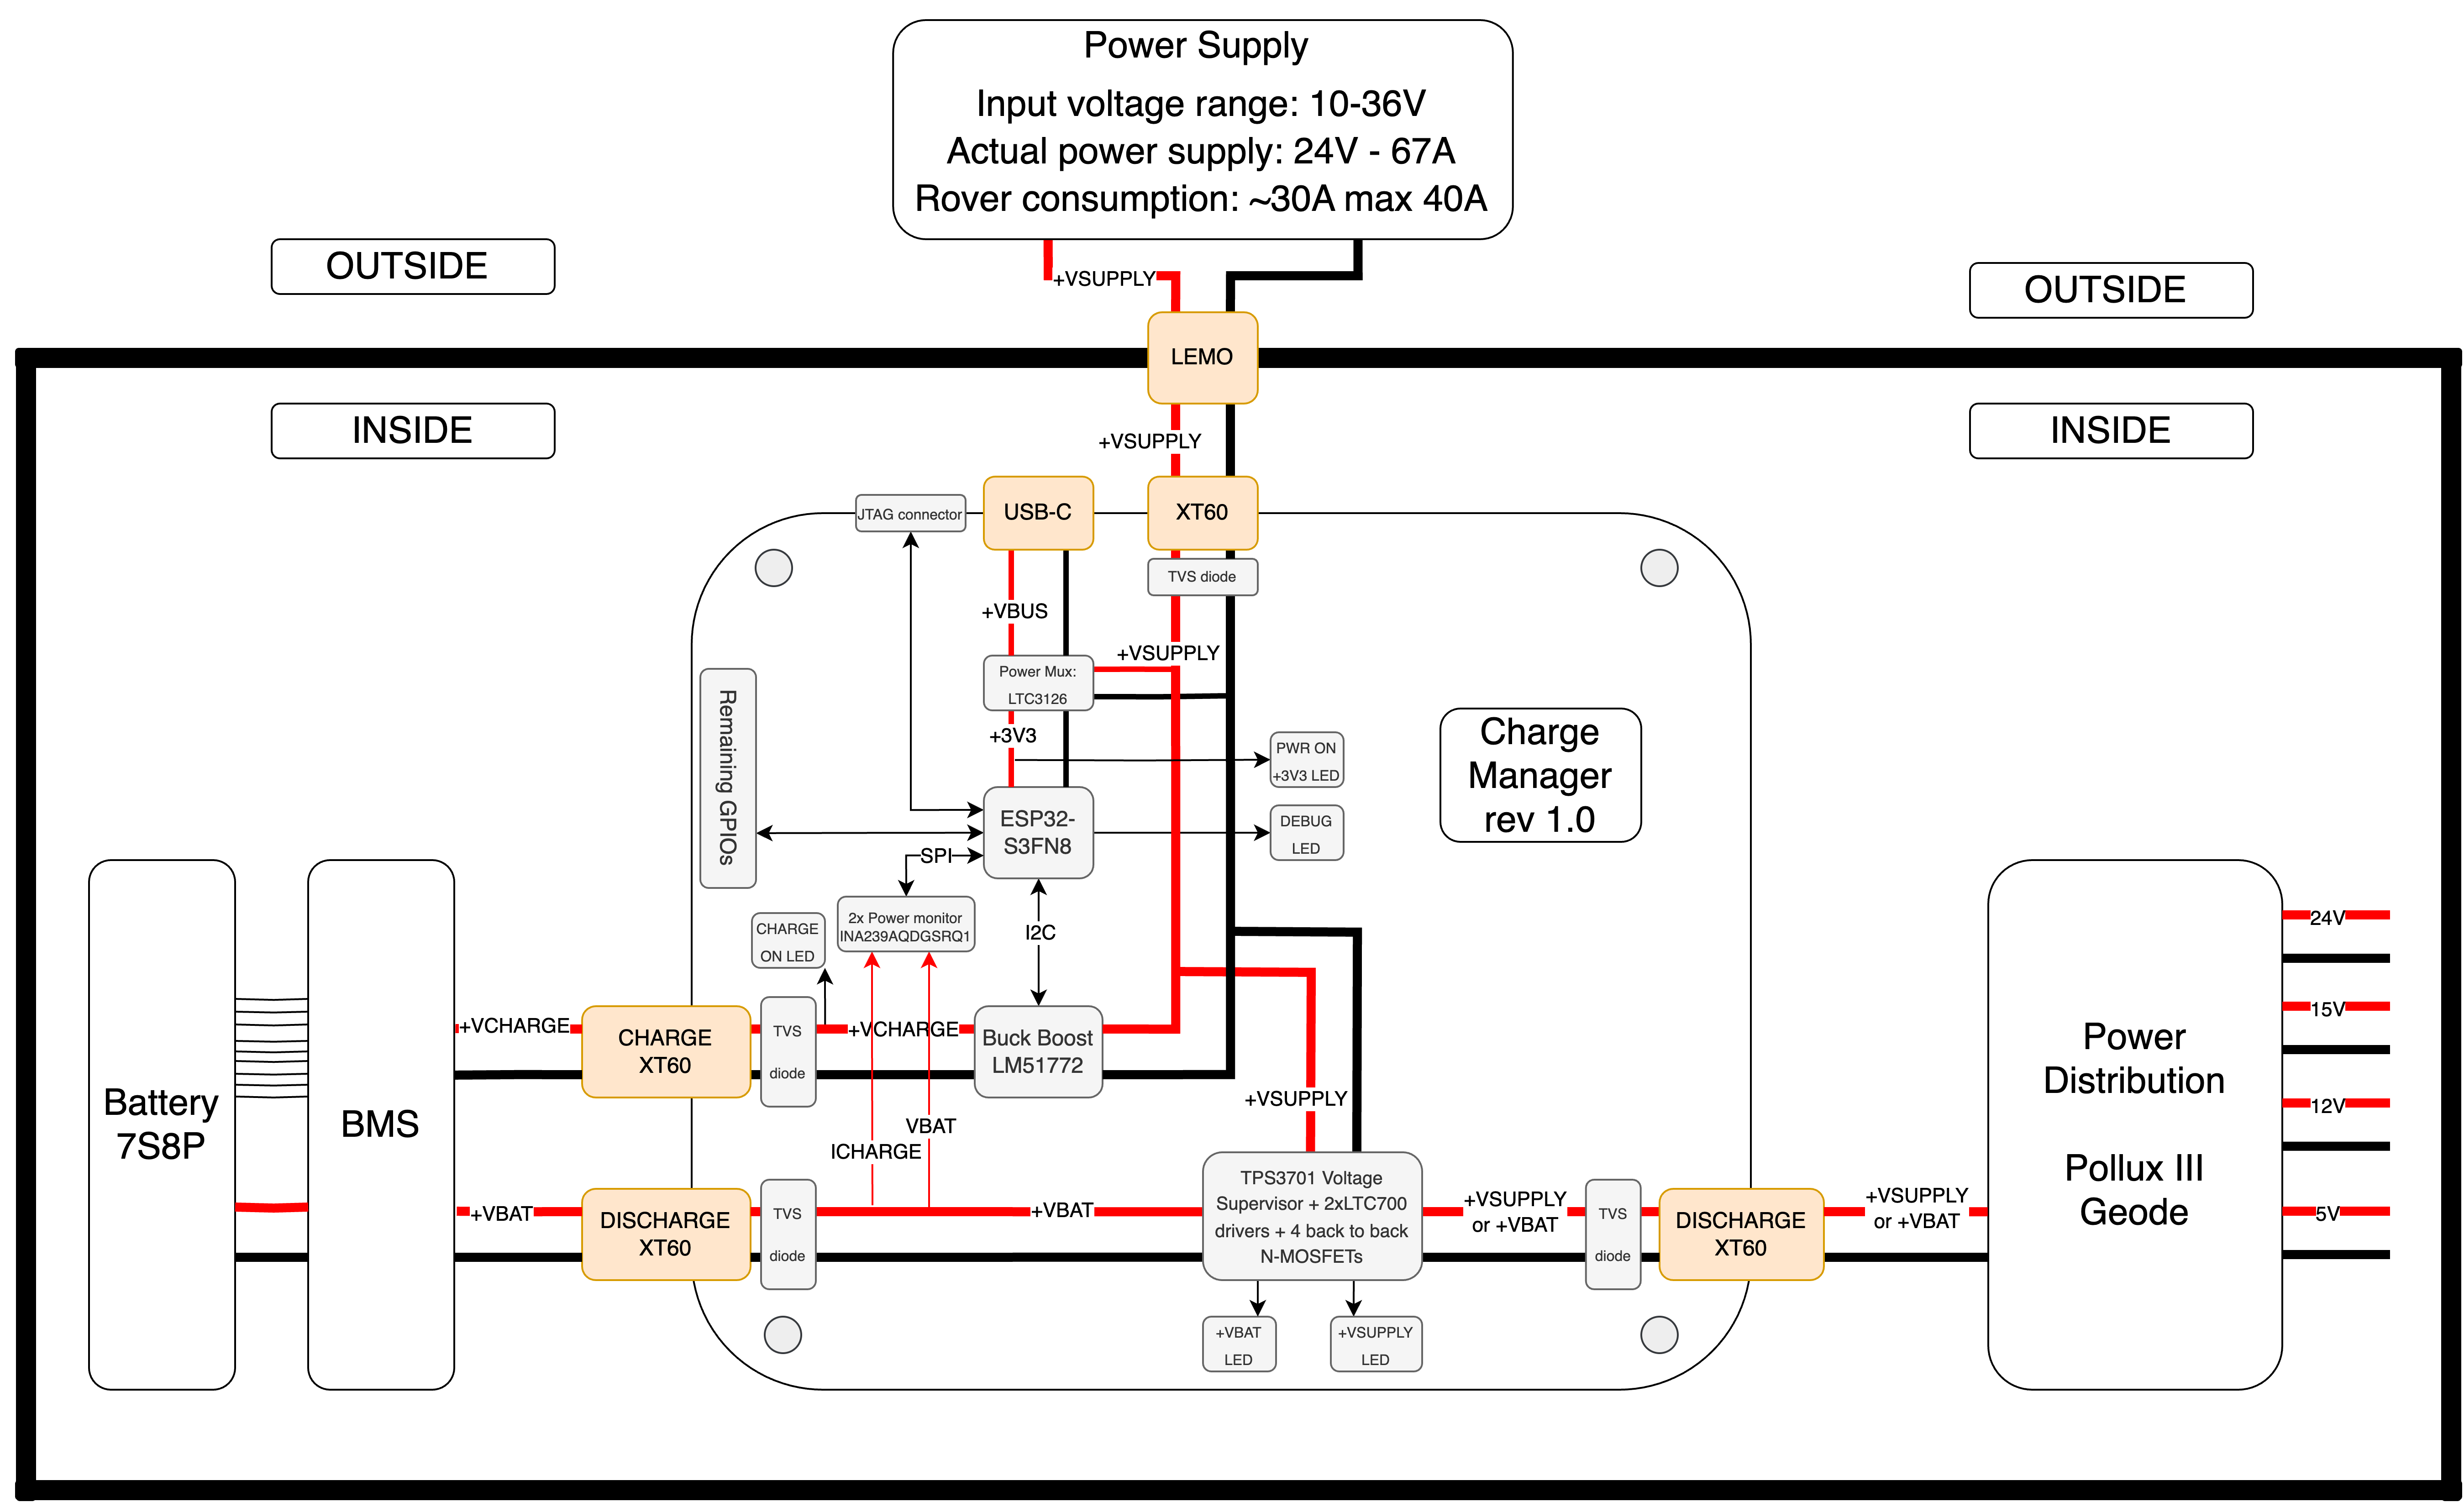 Power Supply
Input voltage range: 10-36V
Actual power supply: 24V - 67A
Rover consumption: ~30A max 40A
OUTSIDE
OUTSIDE
+VSUPPLY
LEMO
INSIDE
INSIDE
+VSUPPLY
JTAG connector
USB-C
XT60
TVS diode
+VBUS
+VSUPPLY
Power Mux:
LTC3126
+3V3
Remaining GPIOs
PWR ON
+3V3 LED
Charge
Manager
rev 1.0
ESP32-
S3FN8
DEBUG
LED
SPI
2x Power monitor
INA239AQDGSRQ1
CHARGE
ON LED
I2C
Battery
7S8P
BMS
+VCHARGE
CHARGE
XT60
TVS
diode
+VCHARGE
Buck Boost
LM51772
+VSUPPLY
VBAT
ICHARGE
+VBAT
DISCHARGE
XT60
TVS
diode
+VBAT
TPS3701 Voltage
Supervisor + 2xLTC700
drivers + 4 back to back
N-MOSFETs
+VSUPPLY
or +VBAT
TVS
diode
DISCHARGE
XT60
+VSUPPLY
or +VBAT
+VBAT
LED
+VSUPPLY
LED
Power
Distribution
Pollux III
Geode
24V
15V
12V
5V